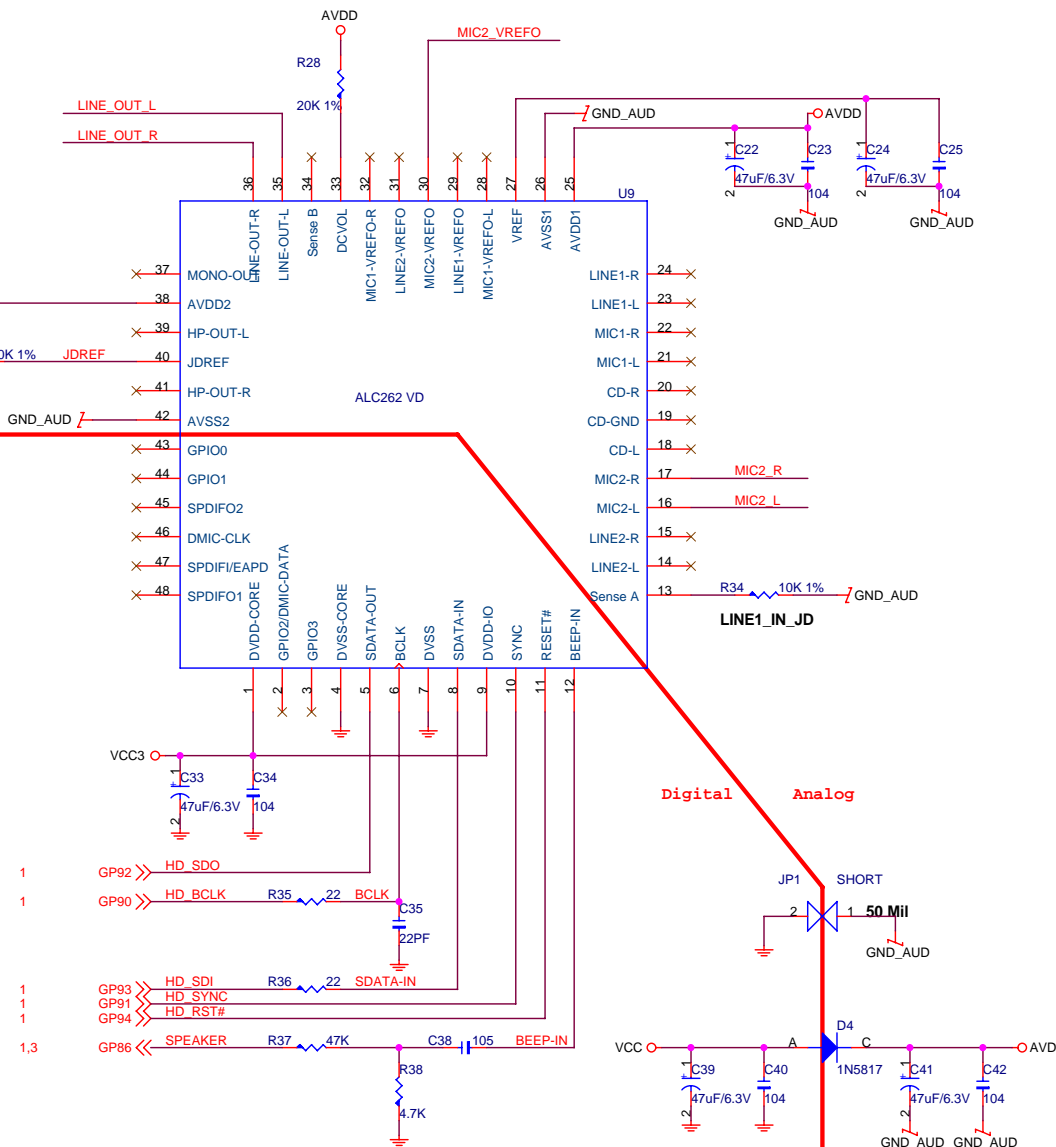 AVDD
MIC2_VREFO
R28
20K 1%
LINE_OUT_L
LINE_OUT_R
GND_AUD
AVDD
C22
47uF/6.3V
1
2
C23
104
C24
47uF/6.3V
1
2
C25
104
GND_AUD
GND_AUD
36
35
34
33
32
31
30
29
28
27
26
25
U9
LINE-OUT-R
LINE-OUT-L
Sense B
DCVOL
MIC1-VREFO-R
LINE2-VREFO
MIC2-VREFO
LINE1-VREFO
MIC1-VREFO-L
VREF
AVSS1
AVDD1
37 MONO-OUT
38 AVDD2
39 HP-OUT-L
0K 1% JDREF 40 JDREF
41 HP-OUT-R
GND_AUD 42 AVSS2
43 GPIO0
44 GPIO1
45 SPDIFO2
46 DMIC-CLK
47 SPDIFI/EAPD
48 SPDIFO1
ALC262 VD
LINE1-R 24
LINE1-L 23
MIC1-R 22
MIC1-L 21
CD-R 20
CD-GND 19
CD-L 18
MIC2-R 17 MIC2_R
MIC2-L 16 MIC2_L
LINE2-R 15
LINE2-L 14
Sense A 13 R34 10K 1% GND_AUD
LINE1_IN_JD
DVDD-CORE
GPIO2/DMIC-DATA
GPIO3
DVSS-CORE
SDATA-OUT
BCLK
DVSS
SDATA-IN
DVDD-IO
SYNC
RESET#
BEEP-IN
1
2
3
4
5
6
7
8
9
10
11
12
VCC3
C33
47uF/6.3V
1
2
C34
104
Digital Analog
1 GP92 HD_SDO
1 GP90 HD_BCLK R35 22 BCLK
C35
22PF
1 GP93 HD_SDI R36 22 SDATA-IN
1 GP91 HD_SYNC
1 GP94 HD_RST#
1,3 GP86 SPEAKER R37 47K C38 105 BEEP-IN
R38
4.7K
JP1 SHORT
2 1 50 Mil
GND_AUD
D4
VCC A C AVD
1N5817
C39
47uF/6.3V
1
2
C40
104
C41
47uF/6.3V
1
2
C42
104
GND_AUD GND_AUD